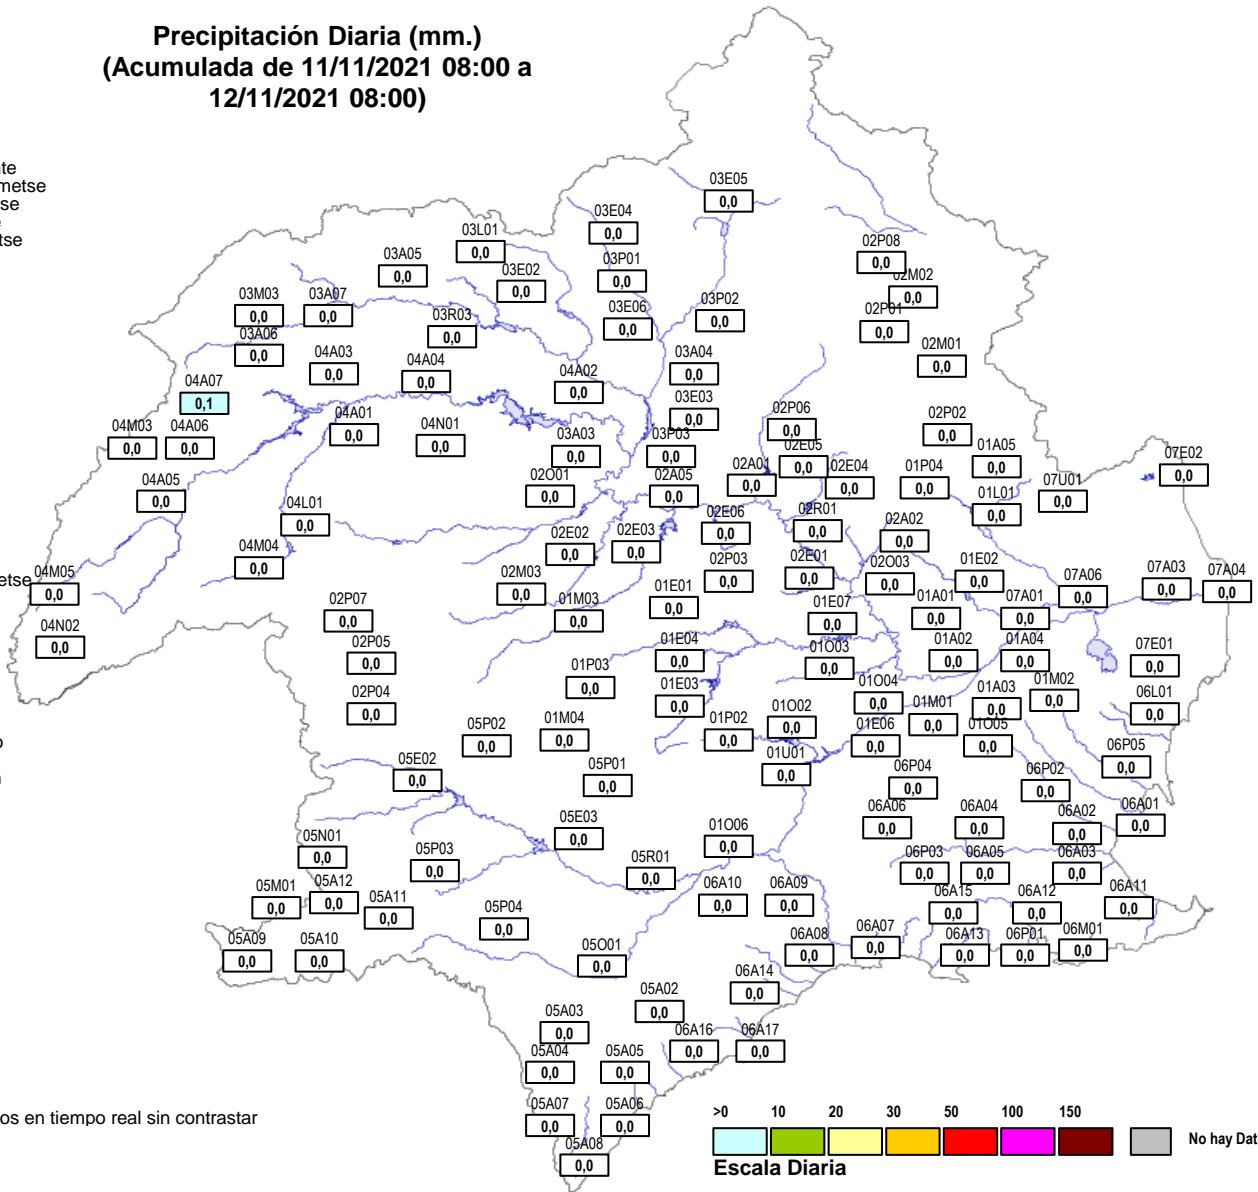 Precipitación Diaria (mm.)
(Acumulada de 11/11/2021 08:00 a
12/11/2021 08:00)
nte
metse
se
tse
03E05
0,0
03E04
0,0
03L01
0,0
03P01
0,0
03A05
0,0
03E02
0,0
02P08
0,0
02M02
0,0
03M03
0,0
03A07
0,0
03P02
0,0
03E06
0,0
02P01
0,0
03R03
0,0
03A06
0,0
04A03
0,0
04A04
0,0
03A04
0,0
02M01
0,0
04A02
0,0
04A07
0,1
03E03
0,0
04A01
0,0
02P06
0,0
02P02
0,0
04M03
0,0
04A06
0,0
04N01
0,0
03A03
0,0
03P03
0,0
02E05
0,0
01A05
0,0
07E02
0,0
04A05
0,0
02O01
0,0
02A05
0,0
02A01
0,0
02E04
0,0
01P04
0,0
07U01
0,0
01L01
0,0
04L01
0,0
02E06
0,0
02R01
0,0
02A02
0,0
02E02
0,0
02E03
0,0
04M04
0,0
metse
04M05
0,0
02M03
0,0
02P03
0,0
02E01
0,0
02O03
0,0
01E02
0,0
07A06
0,0
07A03
0,0
07A04
0,0
01M03
0,0
01E01
0,0
01E07
0,0
01A01
0,0
07A01
0,0
02P07
0,0
04N02
0,0
02P05
0,0
01E04
0,0
01O03
0,0
01A02
0,0
01A04
0,0
07E01
0,0
01P03
0,0
01E03
0,0
01O04
0,0
01A03
0,0
01M02
0,0
06L01
0,0
02P04
0,0
05P02
0,0
01M04
0,0
01P02
0,0
01O02
0,0
01M01
0,0
01E06
0,0
01O05
0,0
o
05E02
0,0
05P01
0,0
01U01
0,0
06P04
0,0
06P02
0,0
06P05
0,0
05E03
0,0
01O06
0,0
06A06
0,0
06A04
0,0
06A02
0,0
06A01
0,0
05N01
0,0
05P03
0,0
05R01
0,0
06P03
0,0
06A05
0,0
06A03
0,0
05M01
0,0
05A12
0,0
05A11
0,0
06A10
0,0
06A09
0,0
06A15
0,0
06A12
0,0
06A11
0,0
05P04
0,0
05A09
0,0
05A10
0,0
05O01
0,0
06A08
0,0
06A07
0,0
06A13
0,0
06P01
0,0
06M01
0,0
06A14
0,0
05A02
0,0
05A03
0,0
06A16
0,0
06A17
0,0
05A04
0,0
05A05
0,0
05A07
0,0
05A06
0,0
05A08
0,0
os en tiempo real sin contrastar
>0 10 20 30 50 100 150
No hay Dat
Escala Diaria